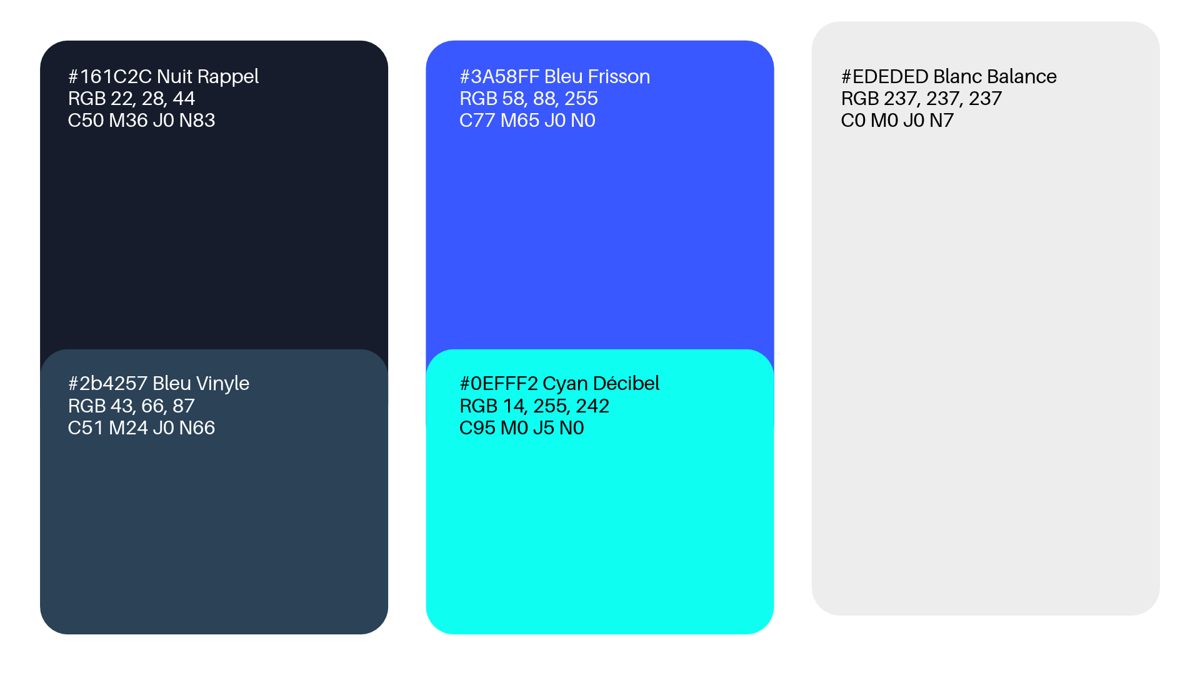 #161C2C Nuit Rappel
RGB 22, 28, 44
C50 M36 J0 N83
#2b4257 Bleu Vinyle
RGB 43, 66, 87
C51 M24 J0 N66
#3A58FF Bleu Frisson
RGB 58, 88, 255
C77 M65 J0 N0
#0EFFF2 Cyan Décibel
RGB 14, 255, 242
C95 M0 J5 N0
#EDEDED Blanc Balance
RGB 237, 237, 237
C0 M0 J0 N7